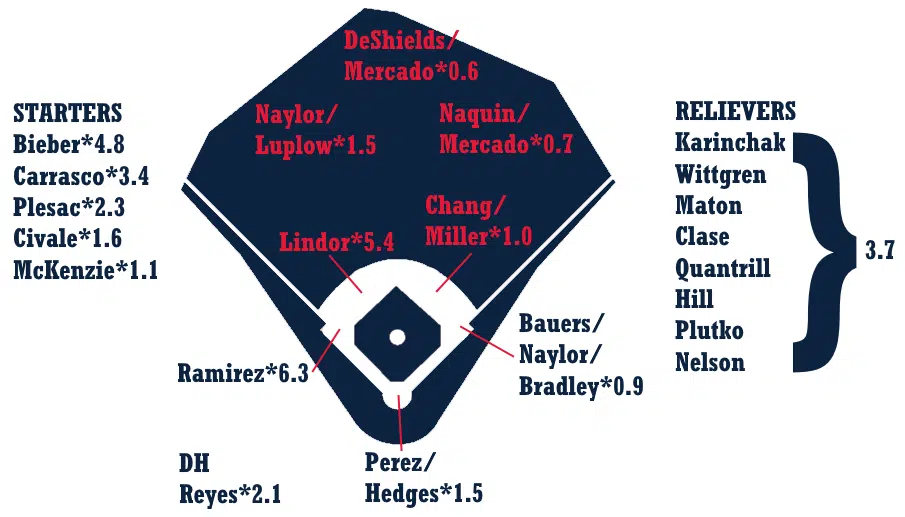 DeShields/
Mercado*0.6
STARTERS
Bieber*4.8
Carrasco*3.4
Plesac*2.3
Civale*1.6
McKenzie*1.1
Naylor/
Luplow*1.5
Naquin/
Mercado*0.7
Lindor*5.4
Chang/
Miller*1.0
RELIEVERS
Karinchak
Wittgren
Maton
Clase
Quantrill
Hill
Plutko
Nelson
3.7
Ramirez*6.3
Bauers/
Naylor/
Bradley*0.9
DH
Reyes*2.1
Perez/
Hedges*1.5